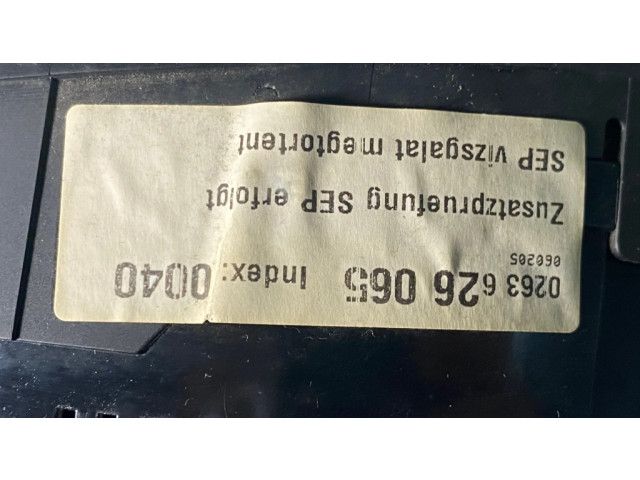 0263 626 065 Index: 0040
060205
Zusatzpruefung SEP erfolgt
SEP vizsgalat megtortent